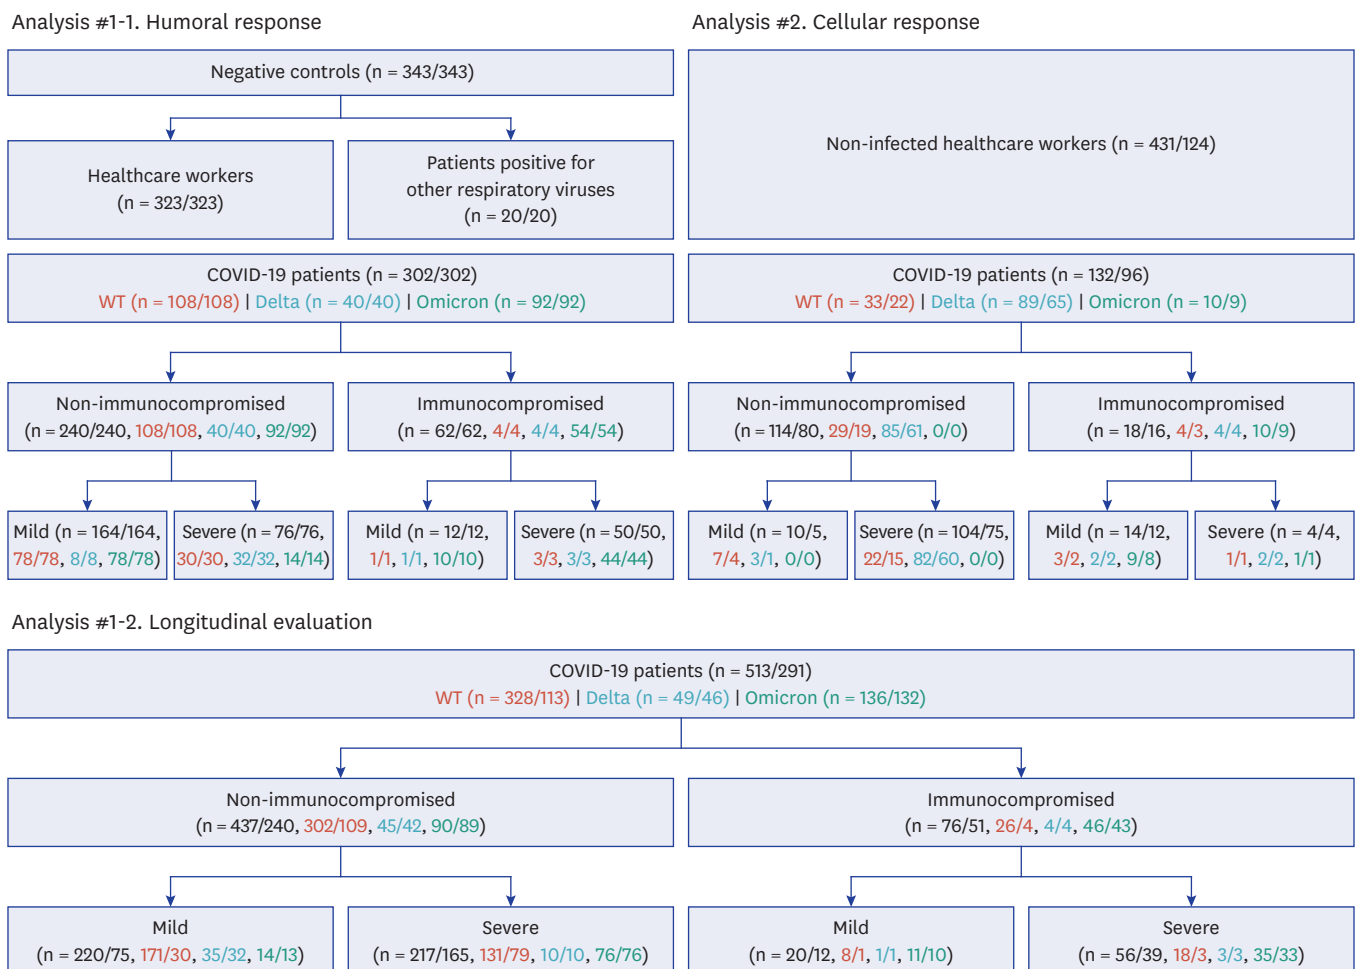 Analysis #1-1. Humoral response
Negative controls (n = 343/343)
Healthcare workers
(n = 323/323)
Patients positive for
other respiratory viruses
(n = 20/20)
COVID-19 patients (n = 302/302)
WT (n = 108/108) | Delta (n = 40/40) | Omicron (n = 92/92)
Non-immunocompromised
(n = 240/240, 108/108, 40/40, 92/92)
Immunocompromised
(n = 62/62, 4/4, 4/4, 54/54)
Mild (n = 164/164,
78/78, 8/8, 78/78)
Severe (n = 76/76,
30/30, 32/32, 14/14)
Mild (n = 12/12,
1/1, 1/1, 10/10)
Severe (n = 50/50,
3/3, 3/3, 44/44)
Analysis #2. Cellular response
Non-infected healthcare workers (n = 431/124)
COVID-19 patients (n = 132/96)
WT (n = 33/22) | Delta (n = 89/65) | Omicron (n = 10/9)
Non-immunocompromised
(n = 114/80, 29/19, 85/61, 0/0)
Immunocompromised
(n = 18/16, 4/3, 4/4, 10/9)
Mild (n = 10/5,
7/4, 3/1, 0/0)
Severe (n = 104/75,
22/15, 82/60, 0/0)
Mild (n = 14/12,
3/2, 2/2, 9/8)
Severe (n = 4/4,
1/1, 2/2, 1/1)
Analysis #1-2. Longitudinal evaluation
COVID-19 patients (n = 513/291)
WT (n = 328/113) | Delta (n = 49/46) | Omicron (n = 136/132)
Non-immunocompromised
(n = 437/240, 302/109, 45/42, 90/89)
Immunocompromised
(n = 76/51, 26/4, 4/4, 46/43)
Mild
(n = 220/75, 171/30, 35/32, 14/13)
Severe
(n = 217/165, 131/79, 10/10, 76/76)
Mild
(n = 20/12, 8/1, 1/1, 11/10)
Severe
(n = 56/39, 18/3, 3/3, 35/33)